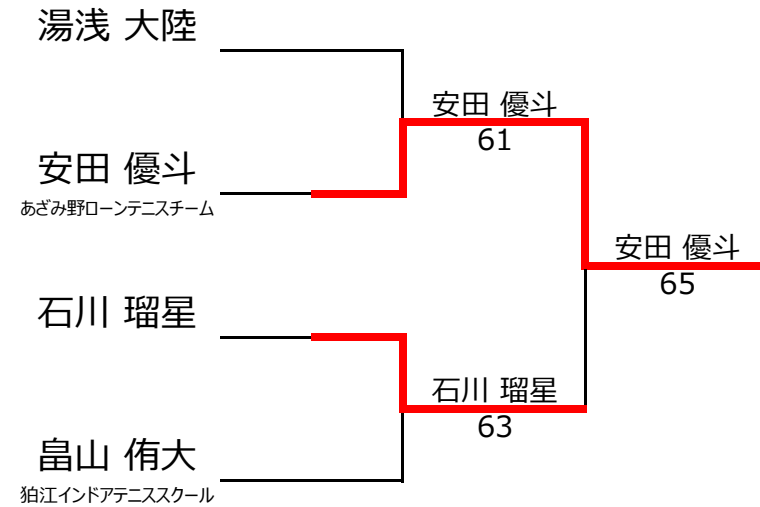 湯浅 大陸
安田 優斗
61
安田 優斗
あざみ野ローンテニスチーム
安田 優斗
65
石川 瑠星
石川 瑠星
63
畠山 侑大
狛江インドアテニススクール